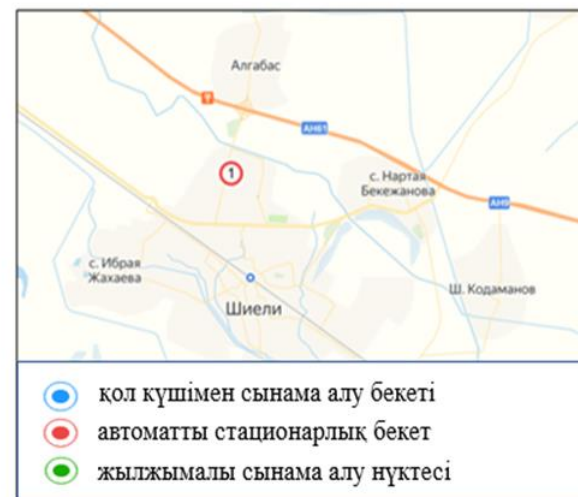 Алгабас
АН61
1
с. Нартая
Бекежанова
АН9
с. Ибрая
Жахаева
Ш. Кодаманов
Шиели
қол күшімен сынама алу бекеті
автоматты стационарлық бекет
жылжымалы сынама алу нүктесі